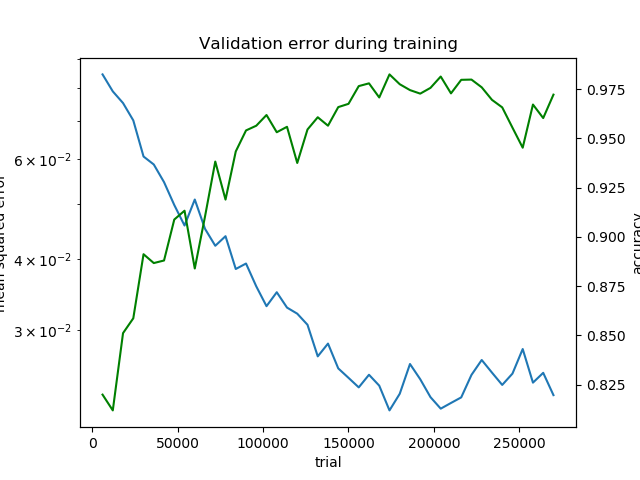 Validation error during training
mean squared error
6 × 10⁻²
4 × 10⁻²
3 × 10⁻²
0.975
0.950
0.925
0.900
0.875
0.850
0.825
accuracy
0 50000 100000 150000 200000 250000
trial